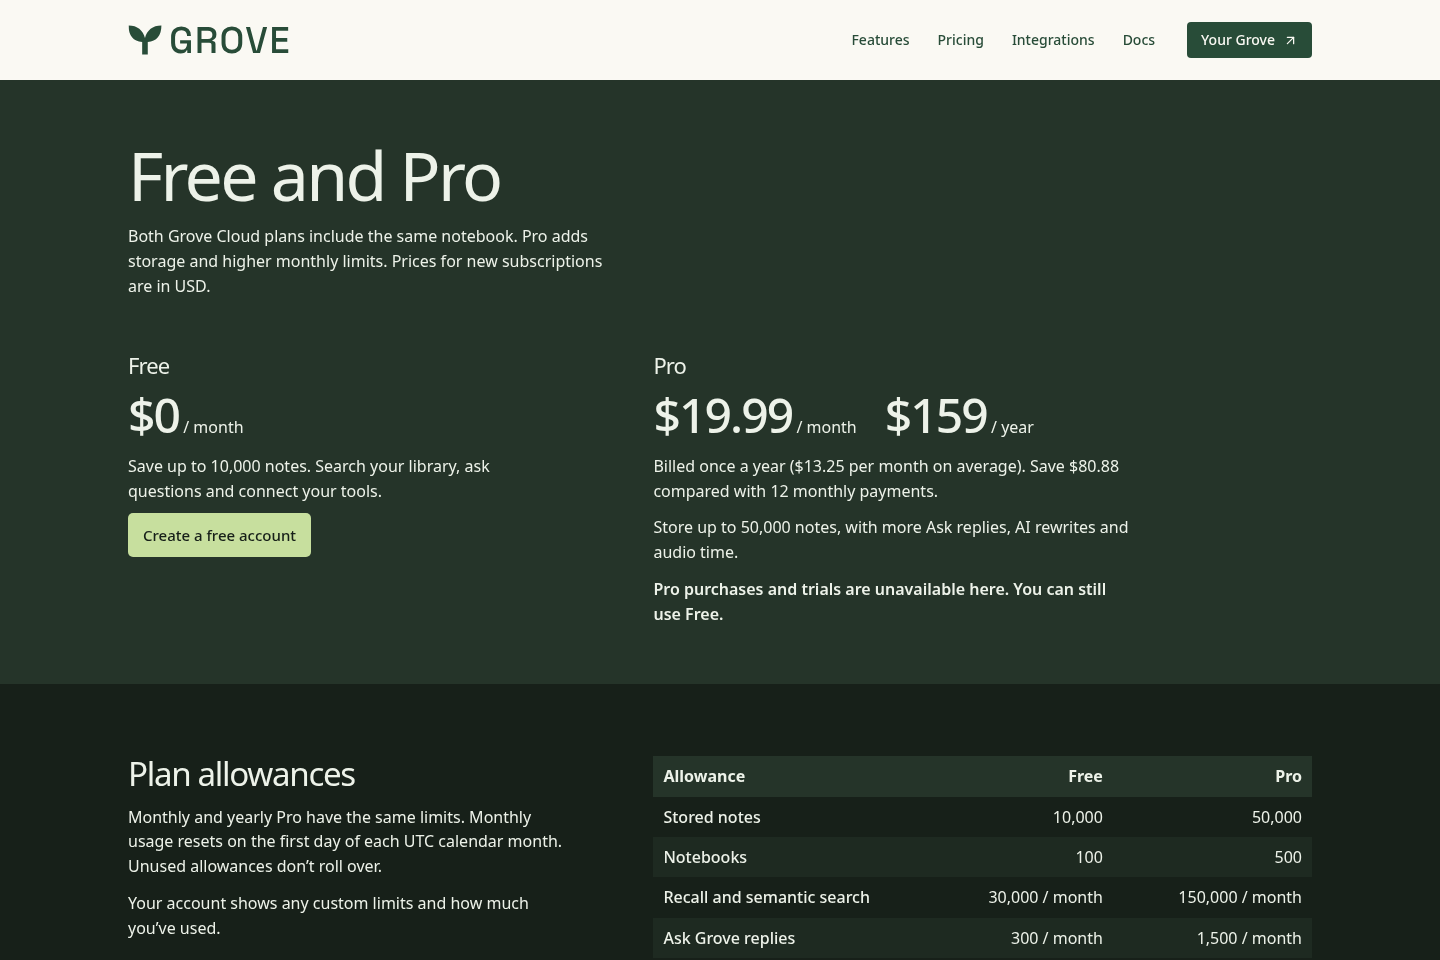 GROVE
Features Pricing Integrations Docs Your Grove
Free and Pro
Both Grove Cloud plans include the same notebook. Pro adds
storage and higher monthly limits. Prices for new subscriptions
are in USD.
Free
$0 / month
Save up to 10,000 notes. Search your library, ask
questions and connect your tools.
Create a free account
Pro
$19.99 / month $159 / year
Billed once a year ($13.25 per month on average). Save $80.88
compared with 12 monthly payments.
Store up to 50,000 notes, with more Ask replies, AI rewrites and
audio time.
Pro purchases and trials are unavailable here. You can still
use Free.
Plan allowances
Monthly and yearly Pro have the same limits. Monthly
usage resets on the first day of each UTC calendar month.
Unused allowances don’t roll over.
Your account shows any custom limits and how much
you’ve used.
Allowance Free Pro
Stored notes 10,000 50,000
Notebooks 100 500
Recall and semantic search 30,000 / month 150,000 / month
Ask Grove replies 300 / month 1,500 / month